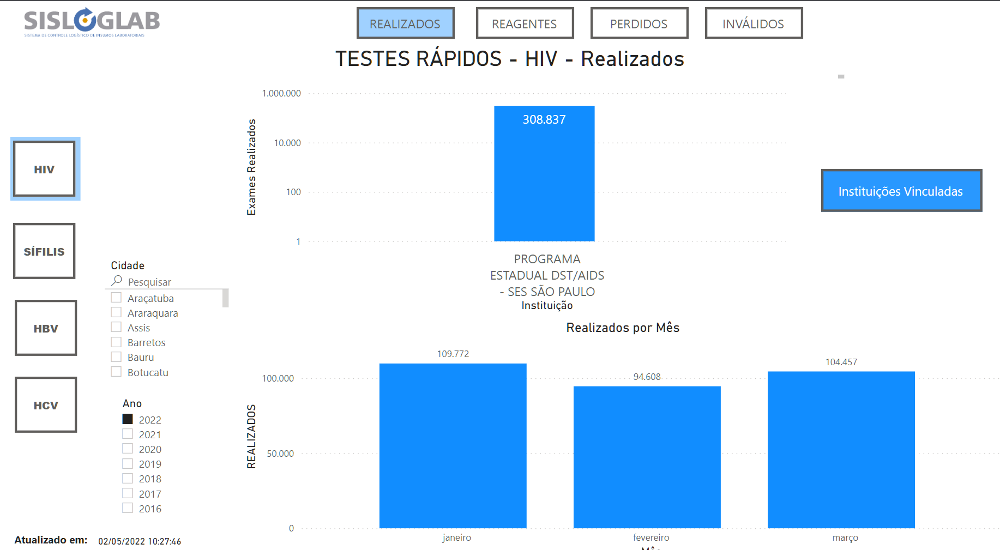 SISLOGLAB
SISTEMA DE CONTROLE LOGÍSTICO DE INSUMOS LABORATORIAIS
REALIZADOS
REAGENTES
PERDIDOS
INVÁLIDOS
TESTES RÁPIDOS - HIV - Realizados
Exames Realizados
1.000.000
10.000
100
1
308.837
PROGRAMA
ESTADUAL DST/AIDS
- SES SÃO PAULO
Instituição
Instituições Vinculadas
HIV
SÍFILIS
HBV
HCV
Cidade
Pesquisar
Araçatuba
Araraquara
Assis
Barretos
Bauru
Botucatu
Ano
2022
2021
2020
2019
2018
2017
2016
Realizados por Mês
REALIZADOS
100.000
50.000
0
109.772
94.608
104.457
janeiro
fevereiro
março
Mês
Atualizado em:
02/05/2022 10:27:46